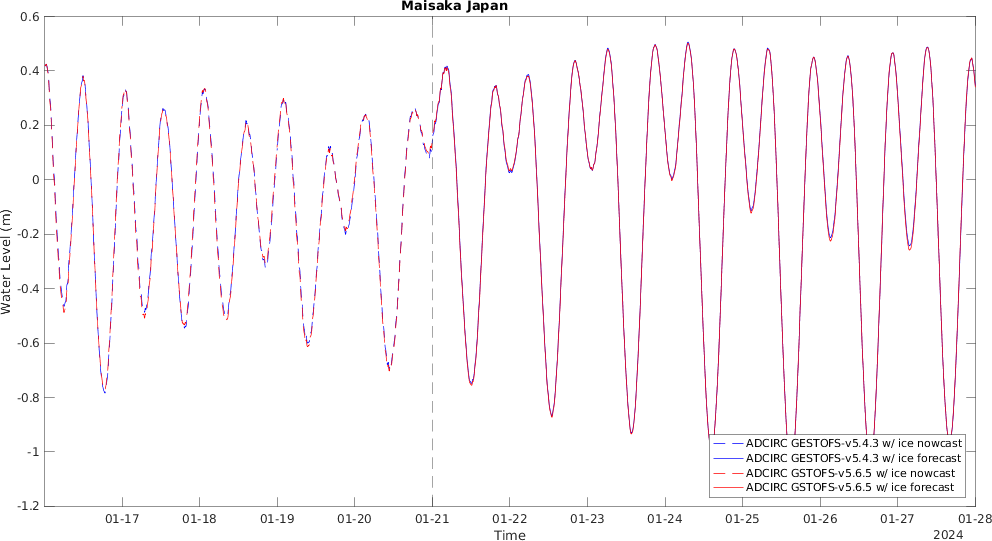 Maisaka Japan
0.6
0.4
0.2
0
-0.2
-0.4
-0.6
-0.8
-1
-1.2
Water Level (m)
ADCIRC GESTOFS-v5.4.3 w/ ice nowcast
ADCIRC GESTOFS-v5.4.3 w/ ice forecast
ADCIRC GSTOFS-v5.6.5 w/ ice nowcast
ADCIRC GSTOFS-v5.6.5 w/ ice forecast
01-17 01-18 01-19 01-20 01-21 01-22 01-23 01-24 01-25 01-26 01-27 01-28
Time
2024